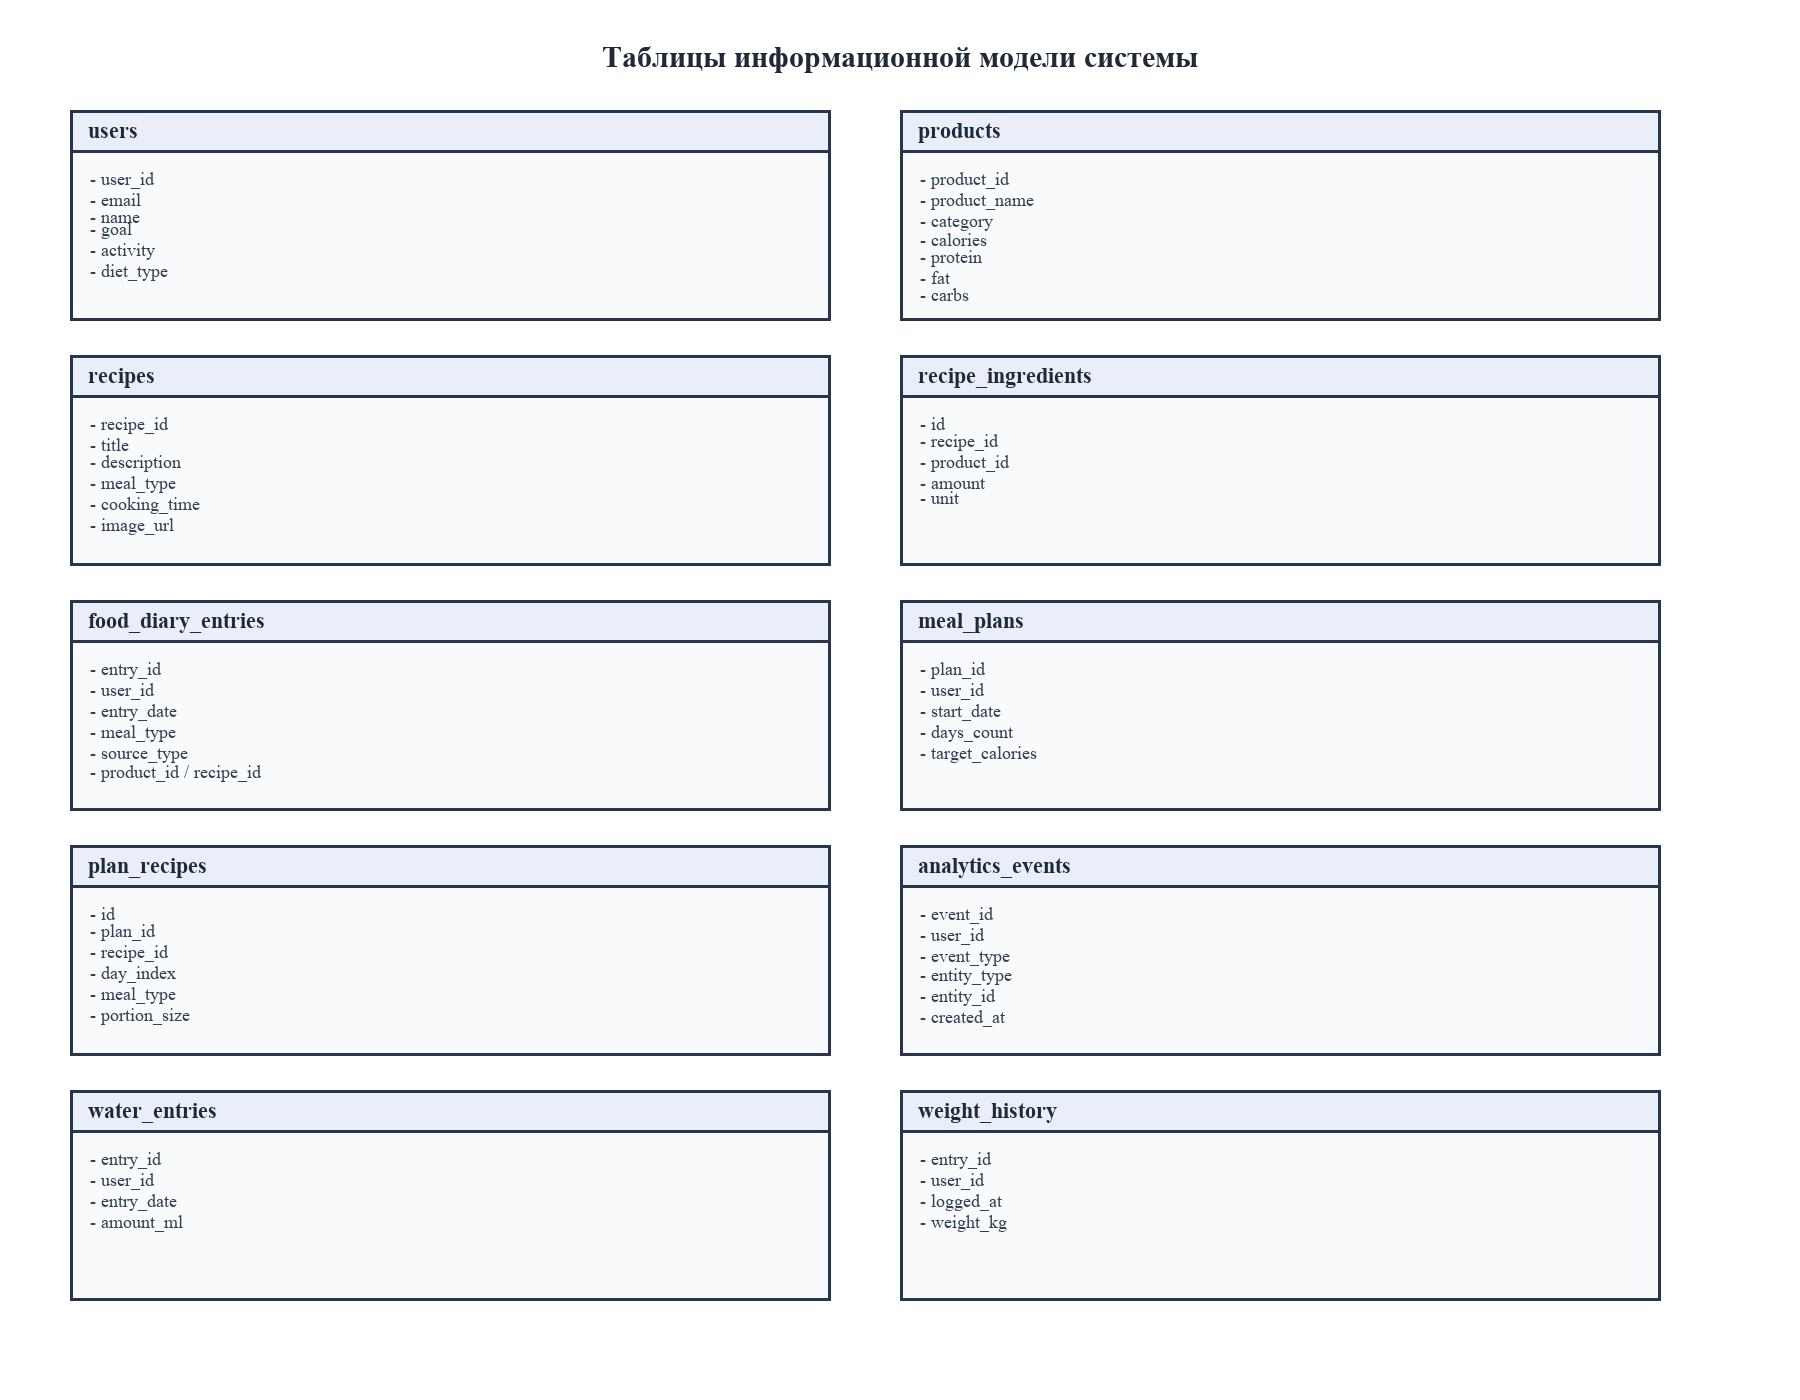 Таблицы информационной модели системы
users
- user_id
- email
- name
- goal
- activity
- diet_type
products
- product_id
- product_name
- category
- calories
- protein
- fat
- carbs
recipes
- recipe_id
- title
- description
- meal_type
- cooking_time
- image_url
recipe_ingredients
- id
- recipe_id
- product_id
- amount
- unit
food_diary_entries
- entry_id
- user_id
- entry_date
- meal_type
- source_type
- product_id / recipe_id
meal_plans
- plan_id
- user_id
- start_date
- days_count
- target_calories
plan_recipes
- id
- plan_id
- recipe_id
- day_index
- meal_type
- portion_size
analytics_events
- event_id
- user_id
- event_type
- entity_type
- entity_id
- created_at
water_entries
- entry_id
- user_id
- entry_date
- amount_ml
weight_history
- entry_id
- user_id
- logged_at
- weight_kg